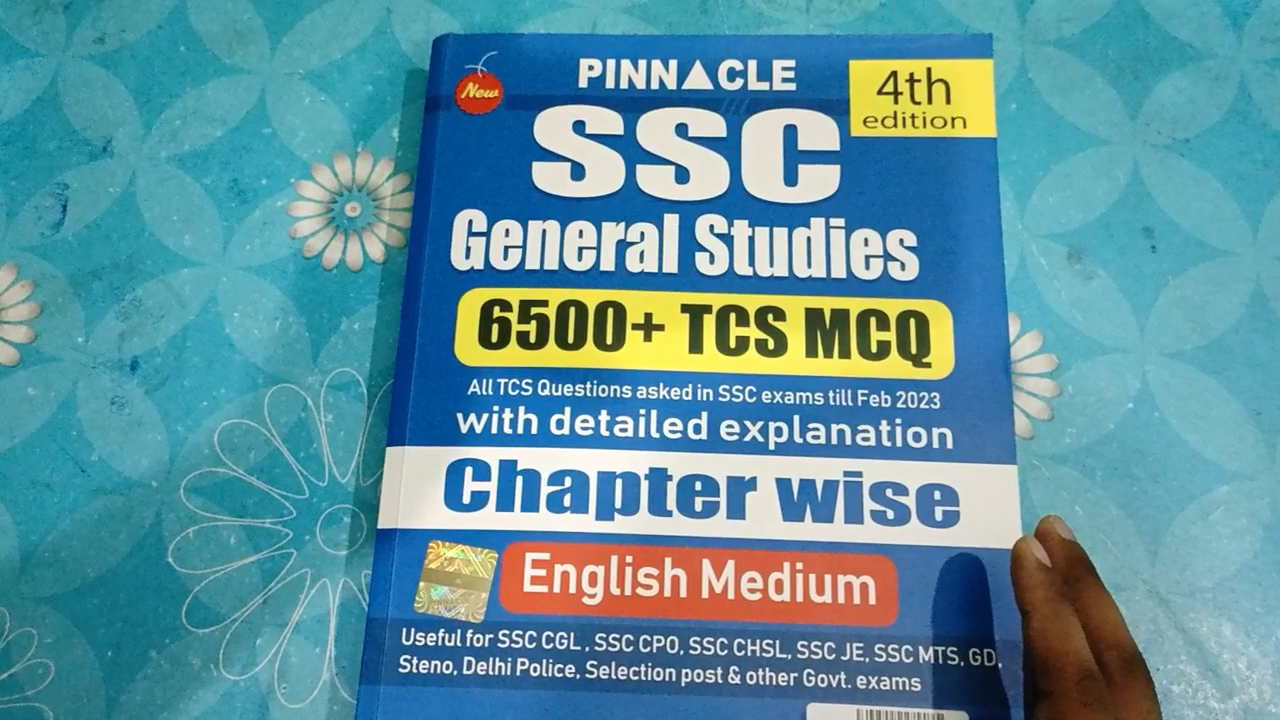 New
PINNACLE
4th
edition
SSC
General Studies
6500+ TCS MCQ
All TCS Questions asked in SSC exams till Feb 2023
with detailed explanation
Chapter wise
English Medium
Useful for SSC CGL , SSC CPO, SSC CHSL, SSC JE, SSC MTS, GD,
Steno, Delhi Police, Selection post & other Govt. exams